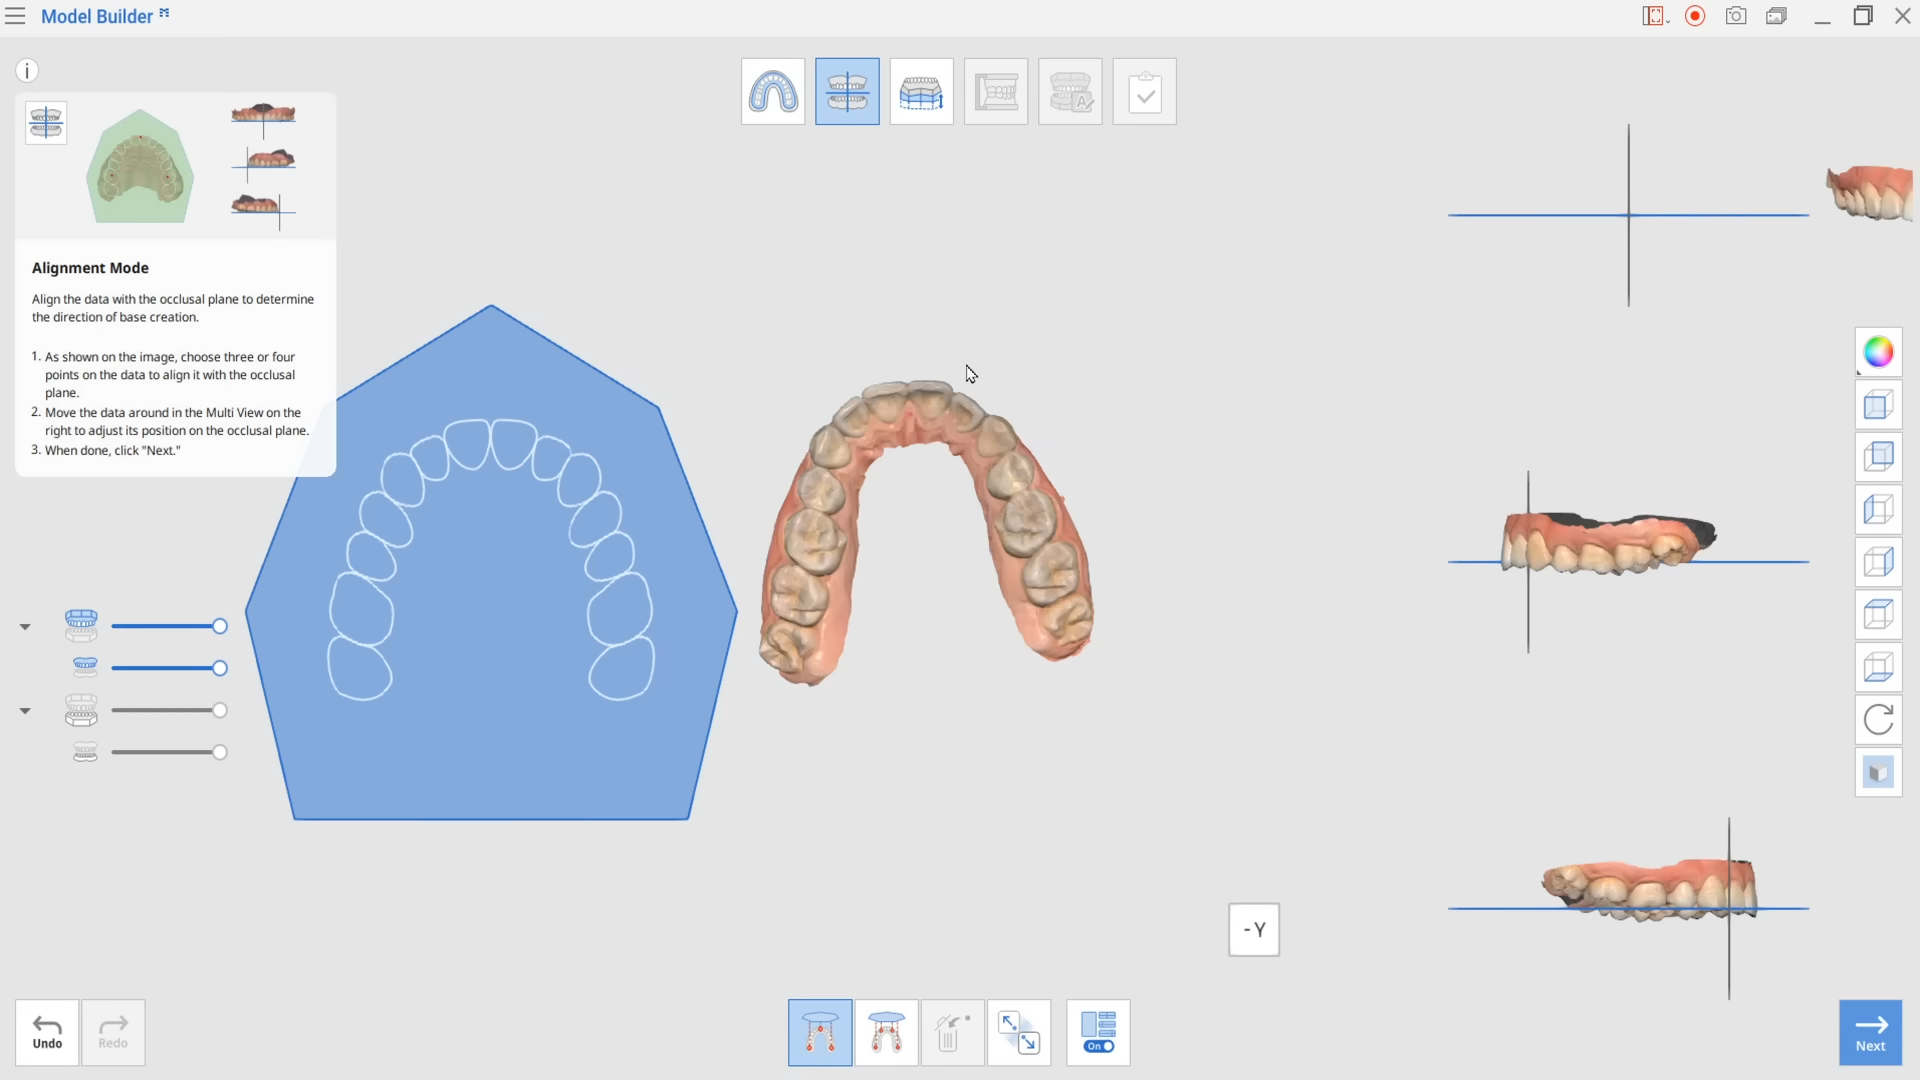 Model Builder
i
Alignment Mode
Align the data with the occlusal plane to determine
the direction of base creation.
1. As shown on the image, choose three or four
points on the data to align it with the occlusal
plane.
2. Move the data around in the Multi View on the
right to adjust its position on the occlusal plane.
3. When done, click "Next."
A
-Y
Undo
Redo
On
Next